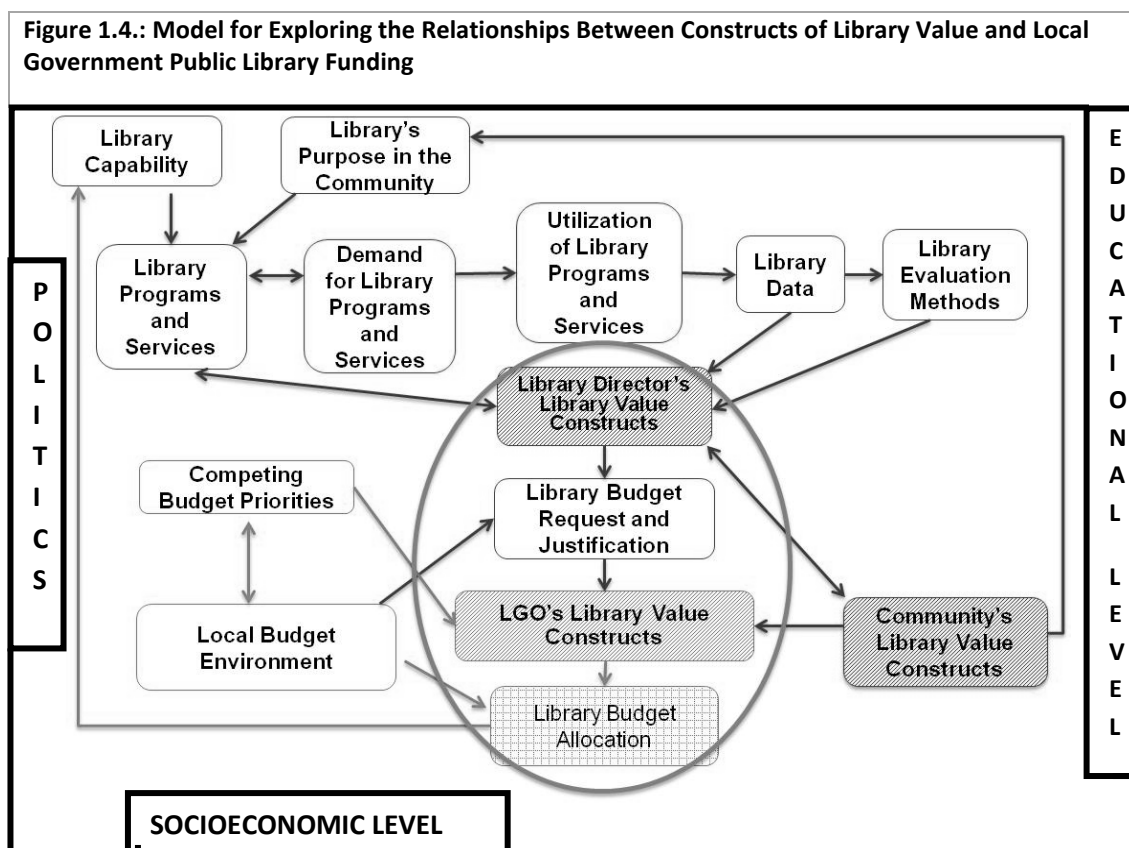 Figure 1.4.: Model for Exploring the Relationships Between Constructs of Library Value and Local
Government Public Library Funding
Library
Capability
Library's
Purpose in the
Community
Library
Programs
and
Services
Demand
for Library
Programs
and
Services
Utilization
of Library
Programs
and
Services
Library
Data
Library
Evaluation
Methods
Library Director's
Library Value
Constructs
Competing
Budget Priorities
Library Budget
Request and
Justification
Local Budget
Environment
LGO's Library Value
Constructs
Community's
Library Value
Constructs
Library Budget
Allocation
P
O
L
I
T
I
C
S
E
D
U
C
A
T
I
O
N
A
L
L
E
V
E
L
SOCIOECONOMIC LEVEL